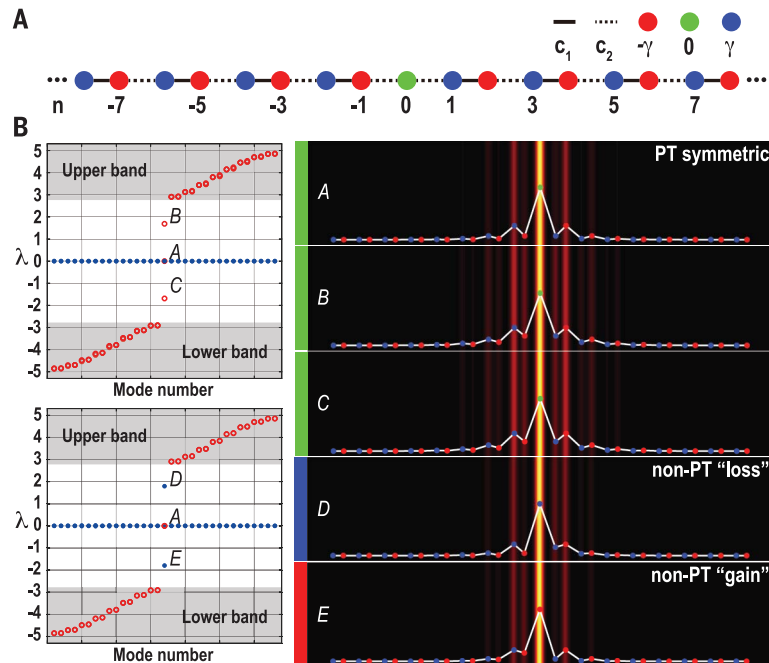 A
c1 c2 -γ 0 γ
n -7 -5 -3 -1 0 1 3 5 7
B
5
4
3
2
1
λ 0
-1
-2
-3
-4
-5
Upper band
B
A
C
Lower band
Mode number
5
4
3
2
1
λ 0
-1
-2
-3
-4
-5
Upper band
D
A
E
Lower band
Mode number
PT symmetric
A
B
C
non-PT “loss”
D
non-PT “gain”
E